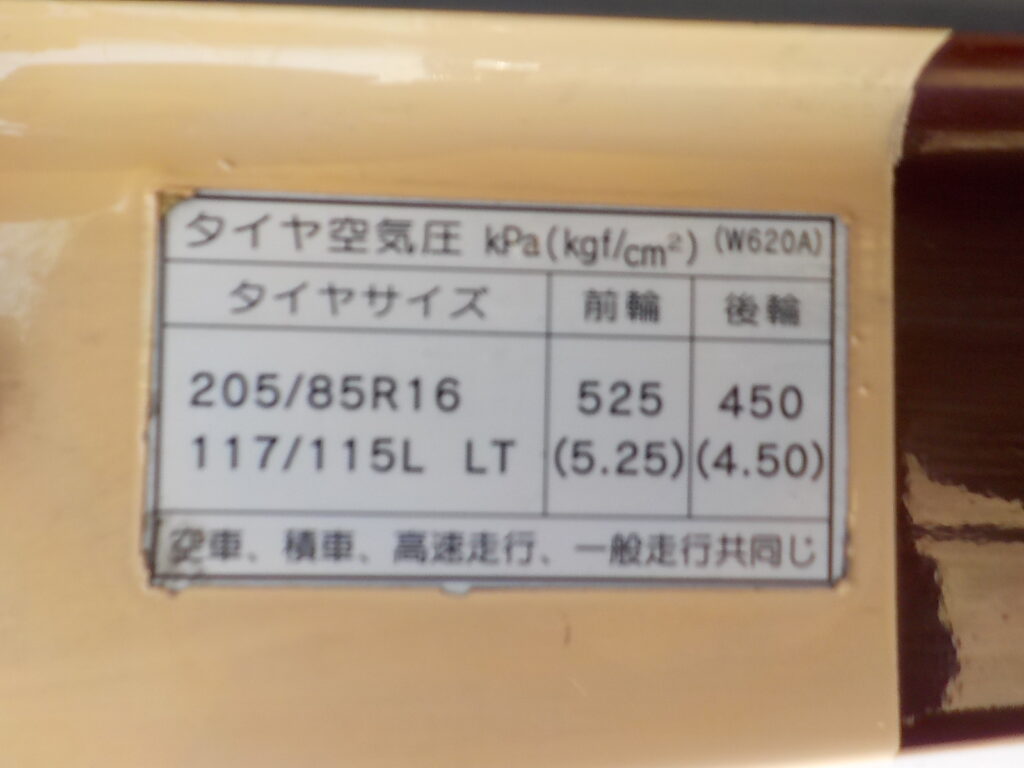 タイヤ空気圧 kPa(kgf/cm²) (W620A)
タイヤサイズ 前輪 後輪
205/85R16 525 450
117/115L LT (5.25) (4.50)
空車、積車、高速走行、一般走行共同じ